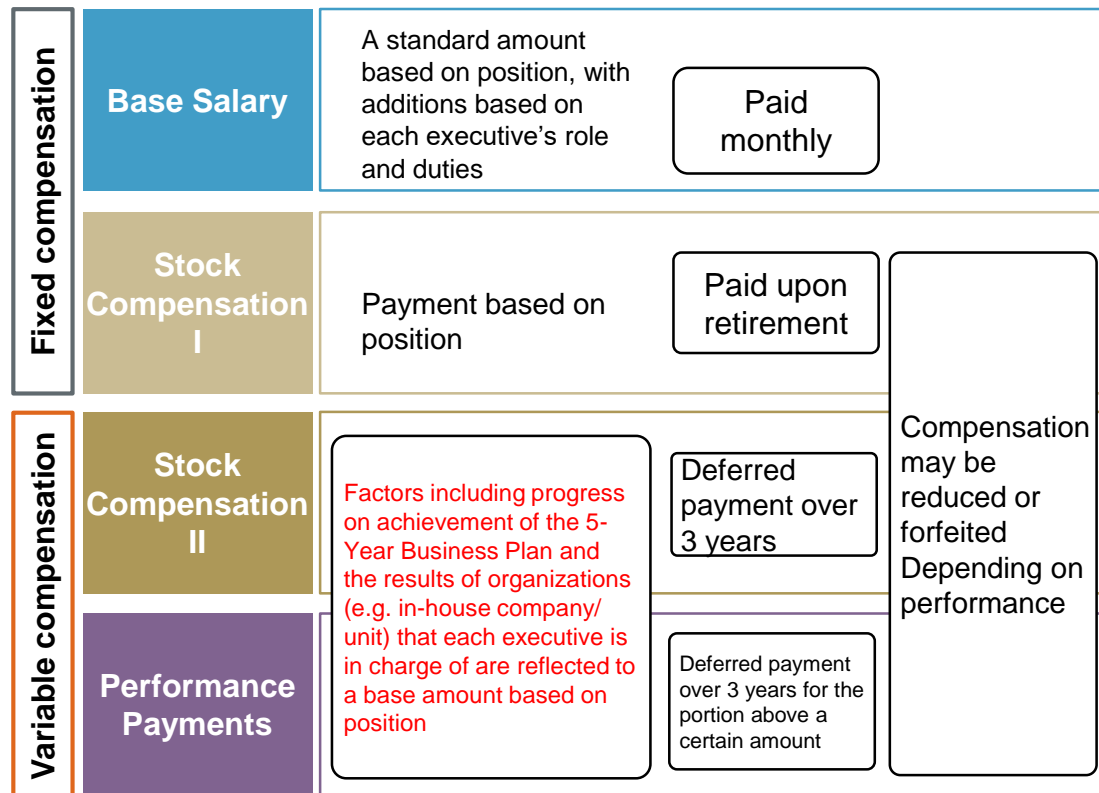 Fixed compensation
Base Salary
A standard amount
based on position, with
additions based on
each executive's role
and duties
Paid
monthly
Stock
Compensation
I
Payment based on
position
Paid upon
retirement
Variable compensation
Stock
Compensation
II
Factors including progress
on achievement of the 5-
Year Business Plan and
the results of organizations
(e.g. in-house company/
unit) that each executive is
in charge of are reflected to
a base amount based on
position
Deferred
payment over
3 years
Compensation
may be
reduced or
forfeited
Depending on
performance
Performance
Payments
Deferred payment
over 3 years for the
portion above a
certain amount